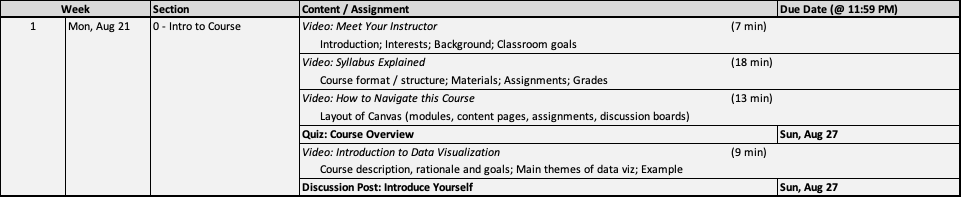 Week Section Content / Assignment Due Date (@ 11:59 PM)
1 Mon, Aug 21 0 - Intro to Course Video: Meet Your Instructor (7 min)
Introduction; Interests; Background; Classroom goals
Video: Syllabus Explained (18 min)
Course format / structure; Materials; Assignments; Grades
Video: How to Navigate this Course (13 min)
Layout of Canvas (modules, content pages, assignments, discussion boards)
Quiz: Course Overview Sun, Aug 27
Video: Introduction to Data Visualization (9 min)
Course description, rationale and goals; Main themes of data viz; Example
Discussion Post: Introduce Yourself Sun, Aug 27